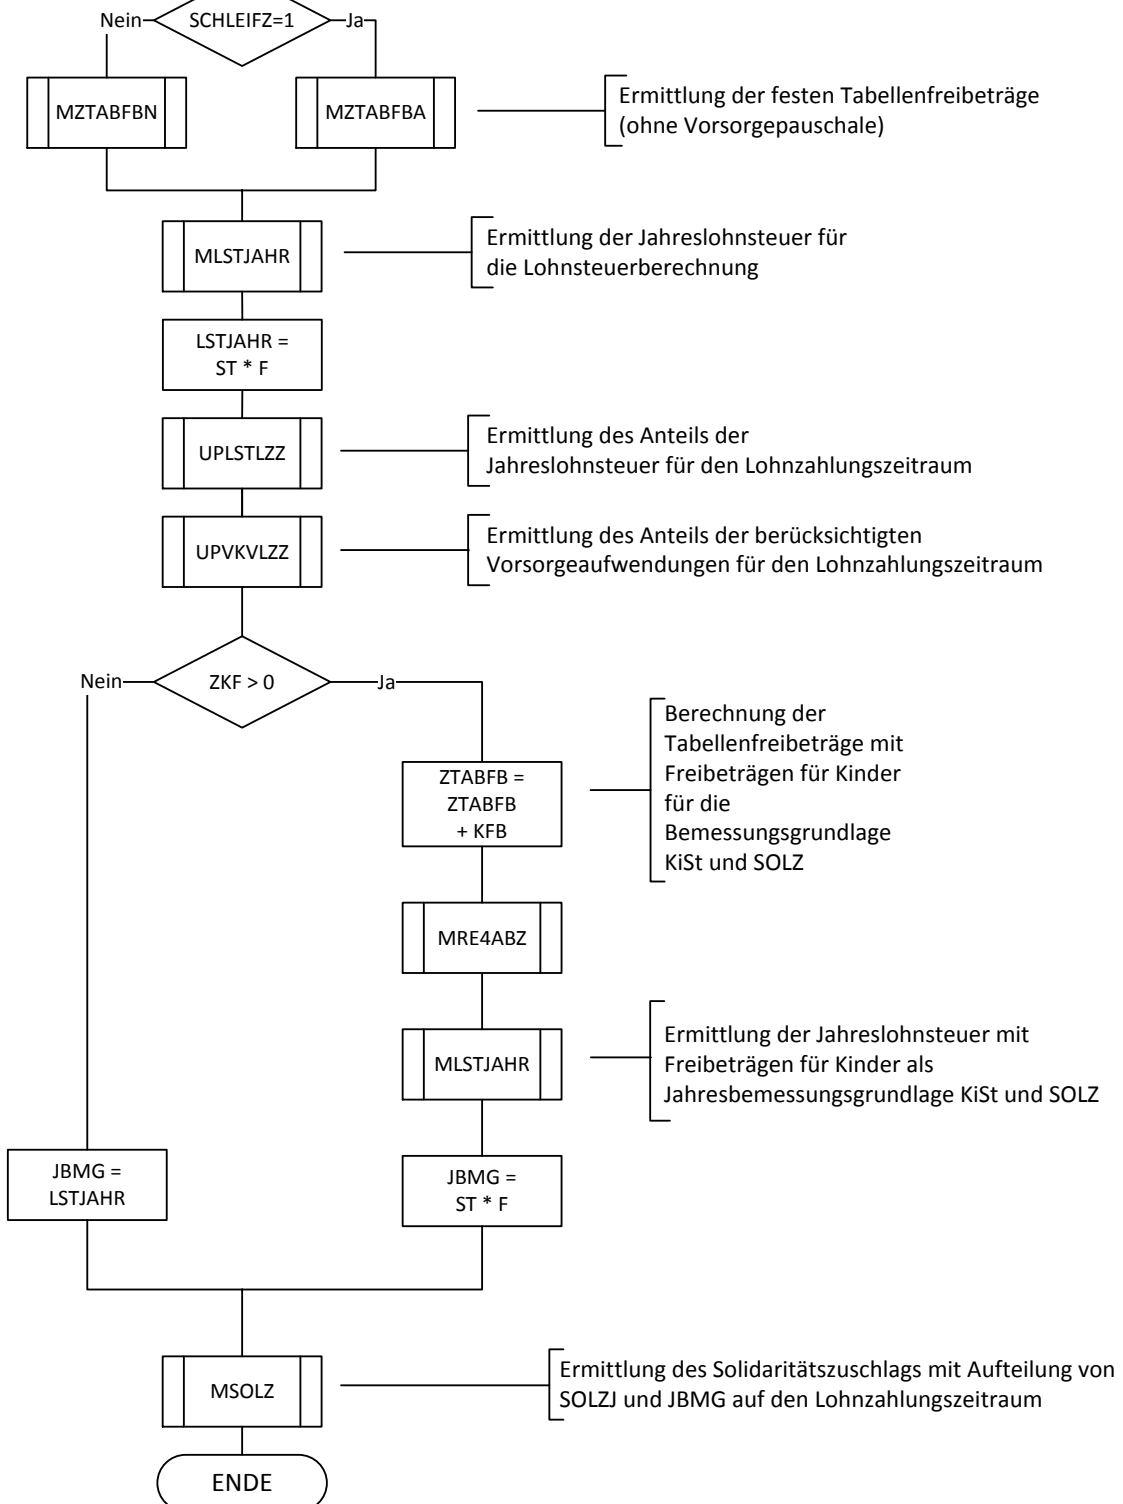 Nein
SCHLEIFZ=1
Ja
MZTABFBN
MZTABFBA
Ermittlung der festen Tabellenfreibeträge
(ohne Vorsorgepauschale)
MLSTJAHR
Ermittlung der Jahreslohnsteuer für
die Lohnsteuerberechnung
LSTJAHR =
ST * F
UPLSTLZZ
Ermittlung des Anteils der
Jahreslohnsteuer für den Lohnzahlungszeitraum
UPVKVLZZ
Ermittlung des Anteils der berücksichtigten
Vorsorgeaufwendungen für den Lohnzahlungszeitraum
Nein
ZKF > 0
Ja
ZTABFB =
ZTABFB
+ KFB
Berechnung der
Tabellenfreibeträge mit
Freibeträgen für Kinder
für die
Bemessungsgrundlage
KiSt und SOLZ
MRE4ABZ
MLSTJAHR
Ermittlung der Jahreslohnsteuer mit
Freibeträgen für Kinder als
Jahresbemessungsgrundlage KiSt und SOLZ
JBMG =
LSTJAHR
JBMG =
ST * F
MSOLZ
Ermittlung des Solidaritätszuschlags mit Aufteilung von
SOLZJ und JBMG auf den Lohnzahlungszeitraum
ENDE